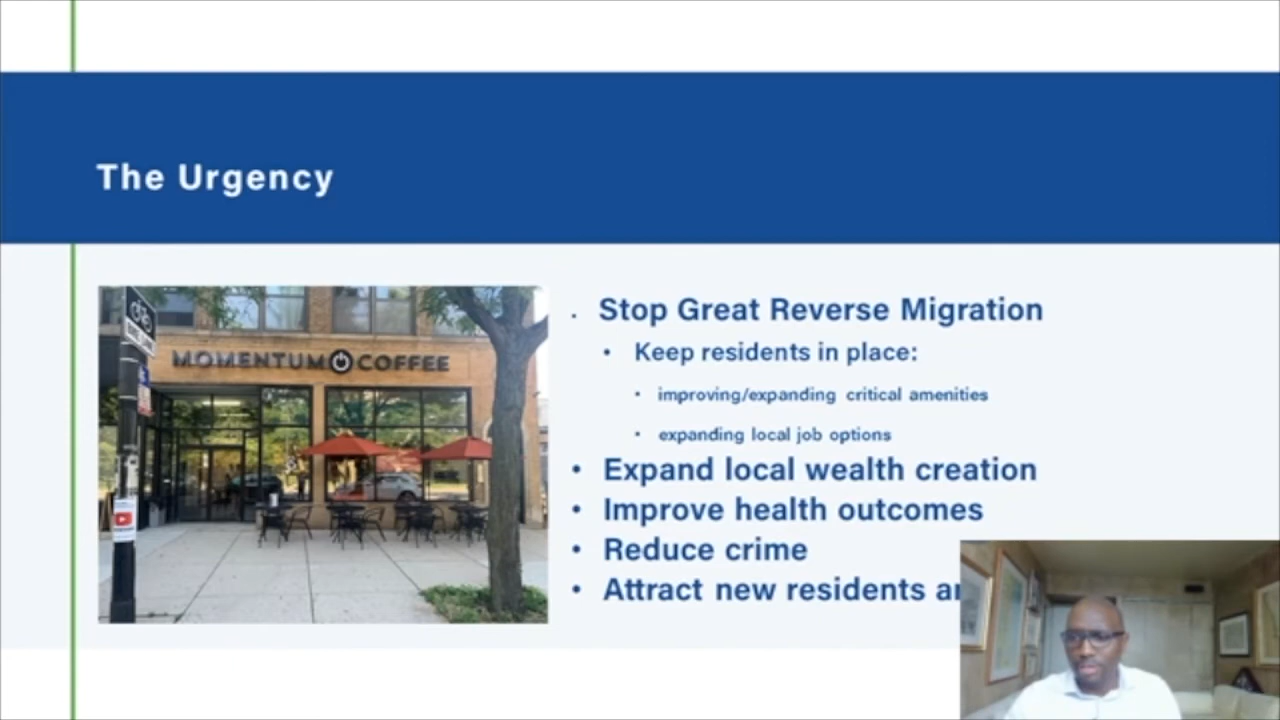 The Urgency
MOMENTUM COFFEE
Stop Great Reverse Migration
Keep residents in place:
improving/expanding critical amenities
expanding local job options
Expand local wealth creation
Improve health outcomes
Reduce crime
Attract new residents